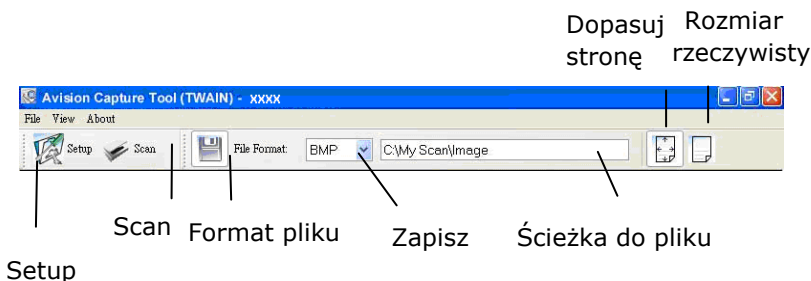 Dopasuj stronę
Rozmiar rzeczywisty
Avision Capture Tool (TWAIN) - xxxx
File View About
Setup Scan File Format: BMP C:\My Scan\Image
Scan Format pliku Zapisz Ścieżka do pliku
Setup